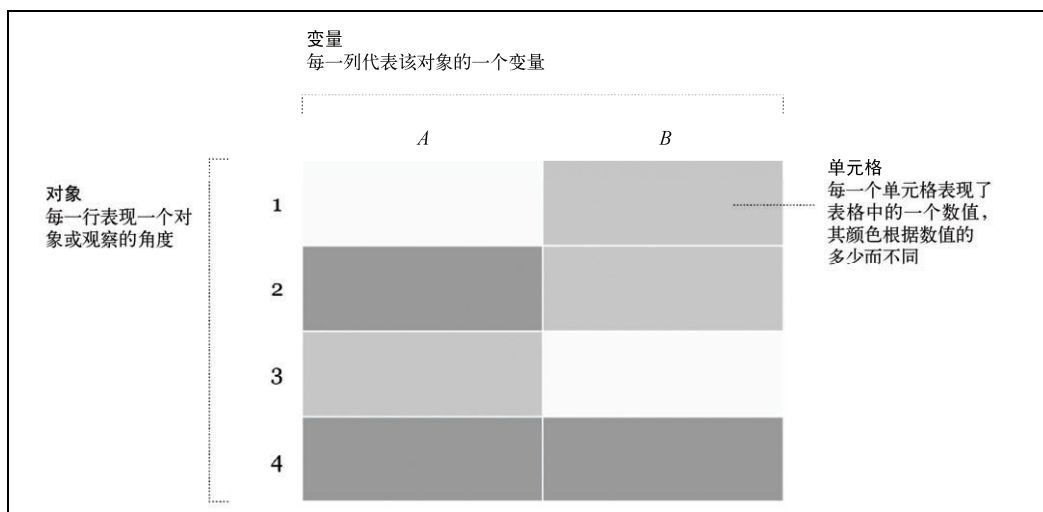 变量
每一列代表该对象的一个变量
A
B
对象
每一行表现一个对
象或观察的角度
1
2
3
4
单元格
每一个单元格表现了
表格中的一个数值，
其颜色根据数值的
多少而不同